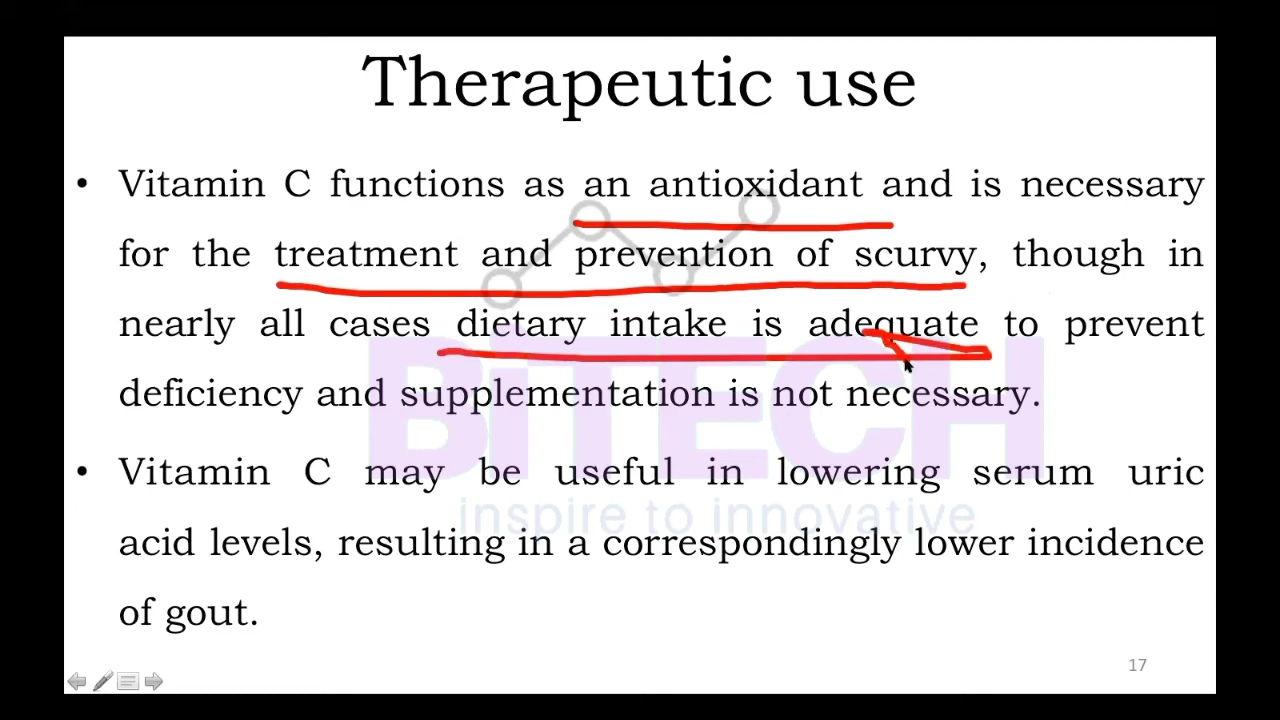 Therapeutic use
• Vitamin C functions as an antioxidant and is necessary
for the treatment and prevention of scurvy, though in
nearly all cases dietary intake is adequate to prevent
deficiency and supplementation is not necessary.
• Vitamin C may be useful in lowering serum uric
acid levels, resulting in a correspondingly lower incidence
of gout.
BiTECH
inspire to innovative
17